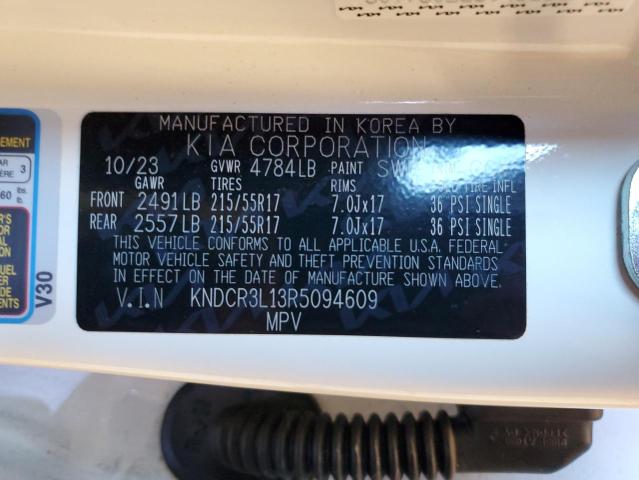 MANUFACTURED IN KOREA BY
KIA CORPORATION
10/23 GVWR 4784LB PAINT
GAWR TIRES RIMS COLD TIRE INFL
FRONT 2491LB 215/55R17 7.0Jx17 36 PSI SINGLE
REAR 2557LB 215/55R17 7.0Jx17 36 PSI SINGLE
THIS VEHICLE CONFORMS TO ALL APPLICABLE U.S.A. FEDERAL
MOTOR VEHICLE SAFETY AND THEFT PREVENTION STANDARDS
IN EFFECT ON THE DATE OF MANUFACTURE SHOWN ABOVE.
V.I.N KNDCR3L13R5094609
MPV
V30